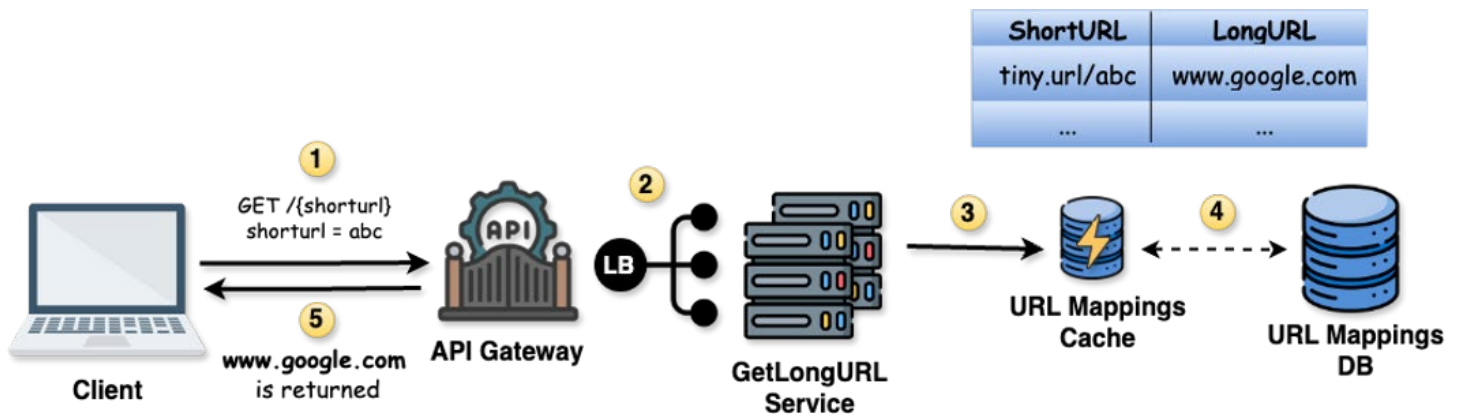 ShortURL LongURL
tiny.url/abc www.google.com
... ...
1
GET /{shorturl}
shorturl = abc
5
www.google.com
is returned
Client
API
API Gateway
2
LB
GetLongURL
Service
3
URL Mappings
Cache
4
URL Mappings
DB